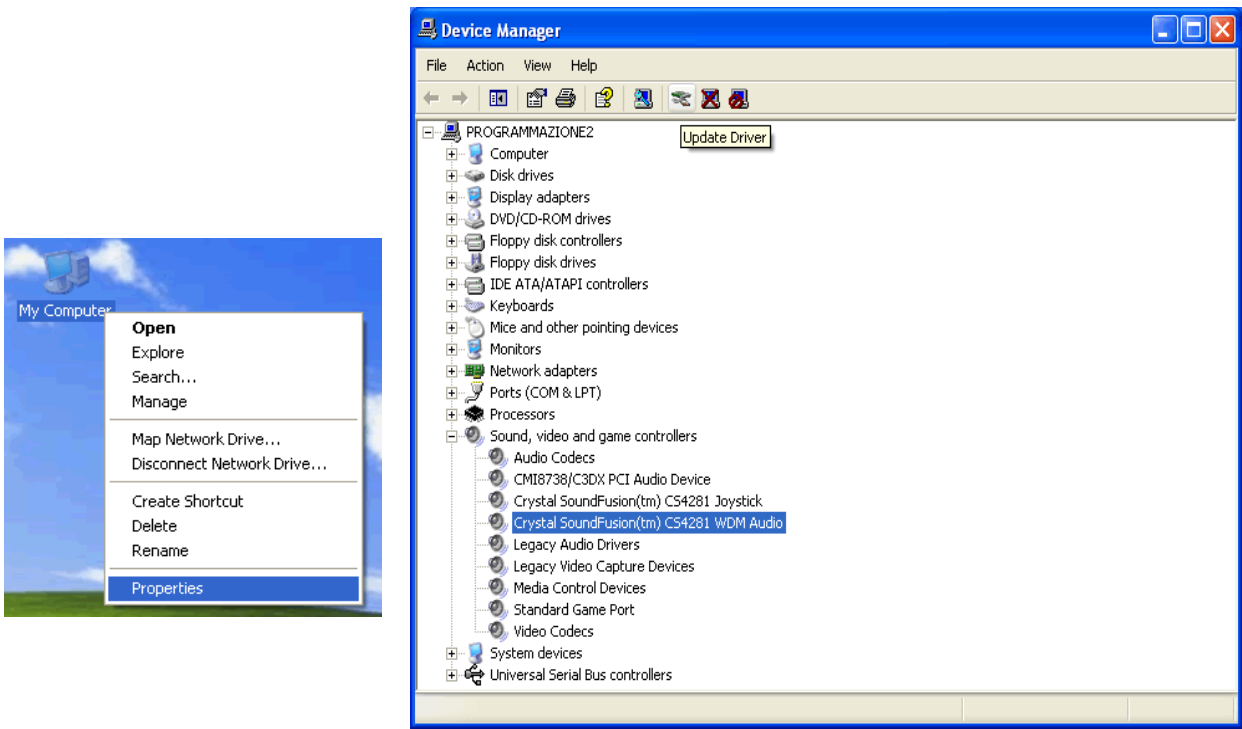 My Computer
Open
Explore
Search...
Manage
Map Network Drive...
Disconnect Network Drive...
Create Shortcut
Delete
Rename
Properties
Device Manager
File Action View Help
Update Driver
PROGRAMMAZIONE2
Computer
Disk drives
Display adapters
DVD/CD-ROM drives
Floppy disk controllers
Floppy disk drives
IDE ATA/ATAPI controllers
Keyboards
Mice and other pointing devices
Monitors
Network adapters
Ports (COM & LPT)
Processors
Sound, video and game controllers
Audio Codecs
CMI8738/C3DX PCI Audio Device
Crystal SoundFusion(tm) CS4281 Joystick
Crystal SoundFusion(tm) CS4281 WDM Audio
Legacy Audio Drivers
Legacy Video Capture Devices
Media Control Devices
Standard Game Port
Video Codecs
System devices
Universal Serial Bus controllers